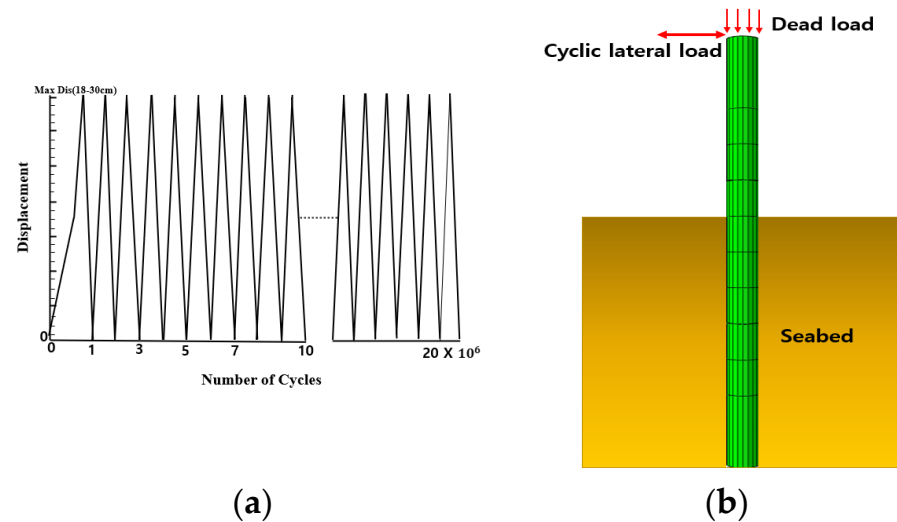 Max Dis(18-30cm)
Displacement
0
0 1 3 5 7 10 20 X 10⁶
Number of Cycles
(a)
Dead load
Cyclic lateral load
Seabed
(b)